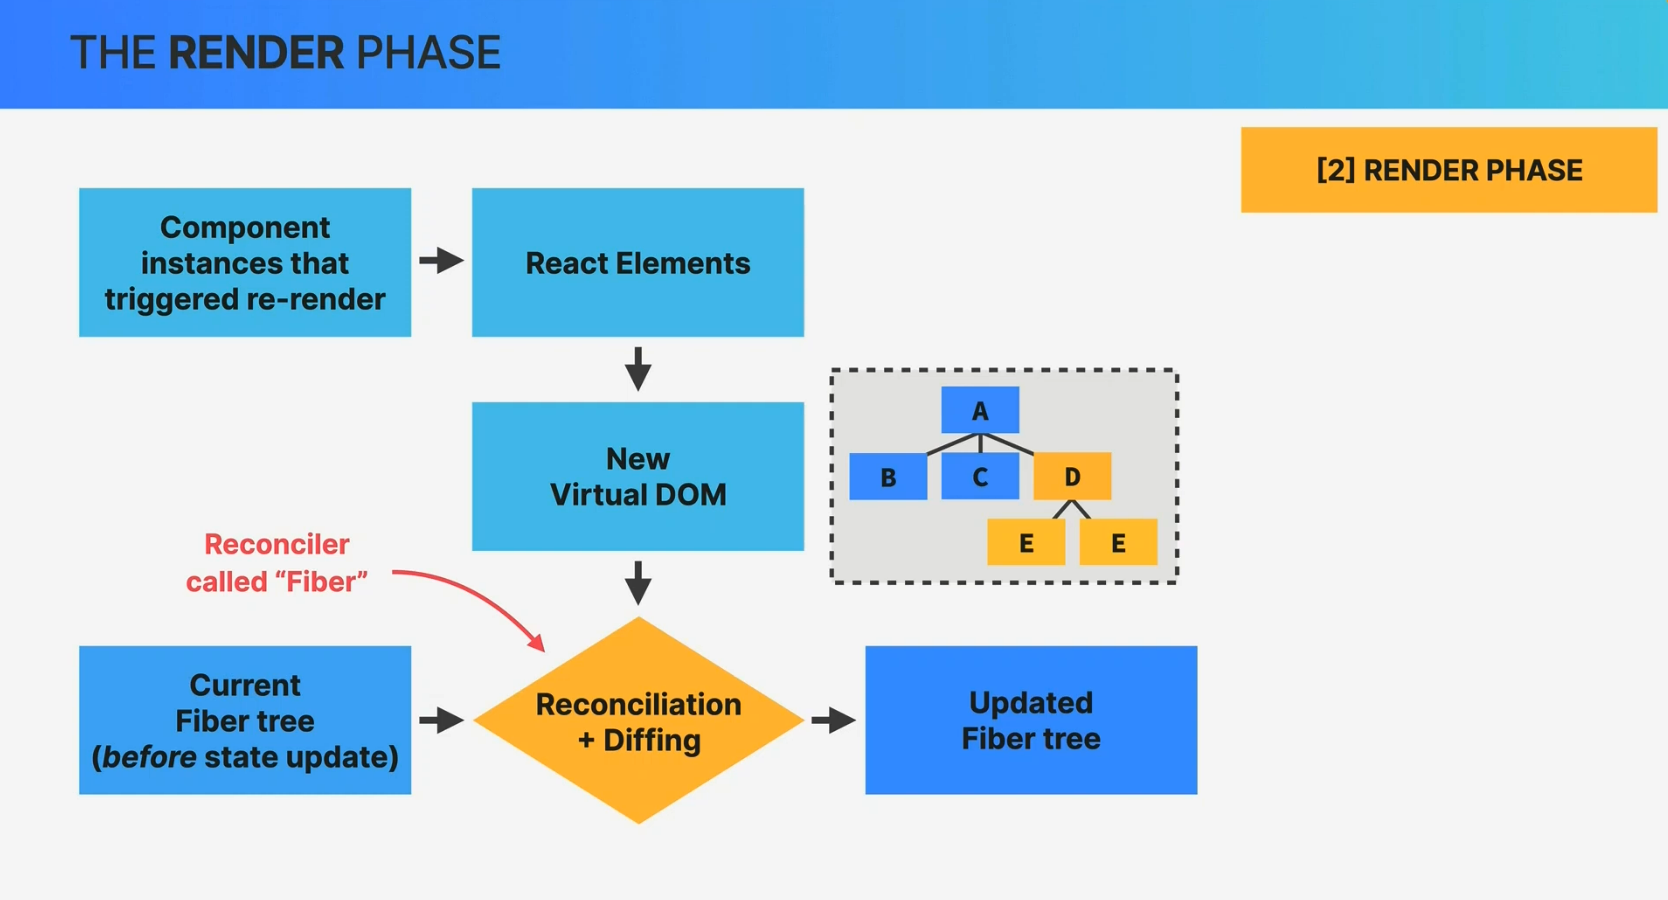 THE RENDER PHASE
[2] RENDER PHASE
Component
instances that
triggered re-render
React Elements
New
Virtual DOM
A
B
C
D
E
E
Reconciler
called “Fiber”
Current
Fiber tree
(before state update)
Reconciliation
+ Diffing
Updated
Fiber tree